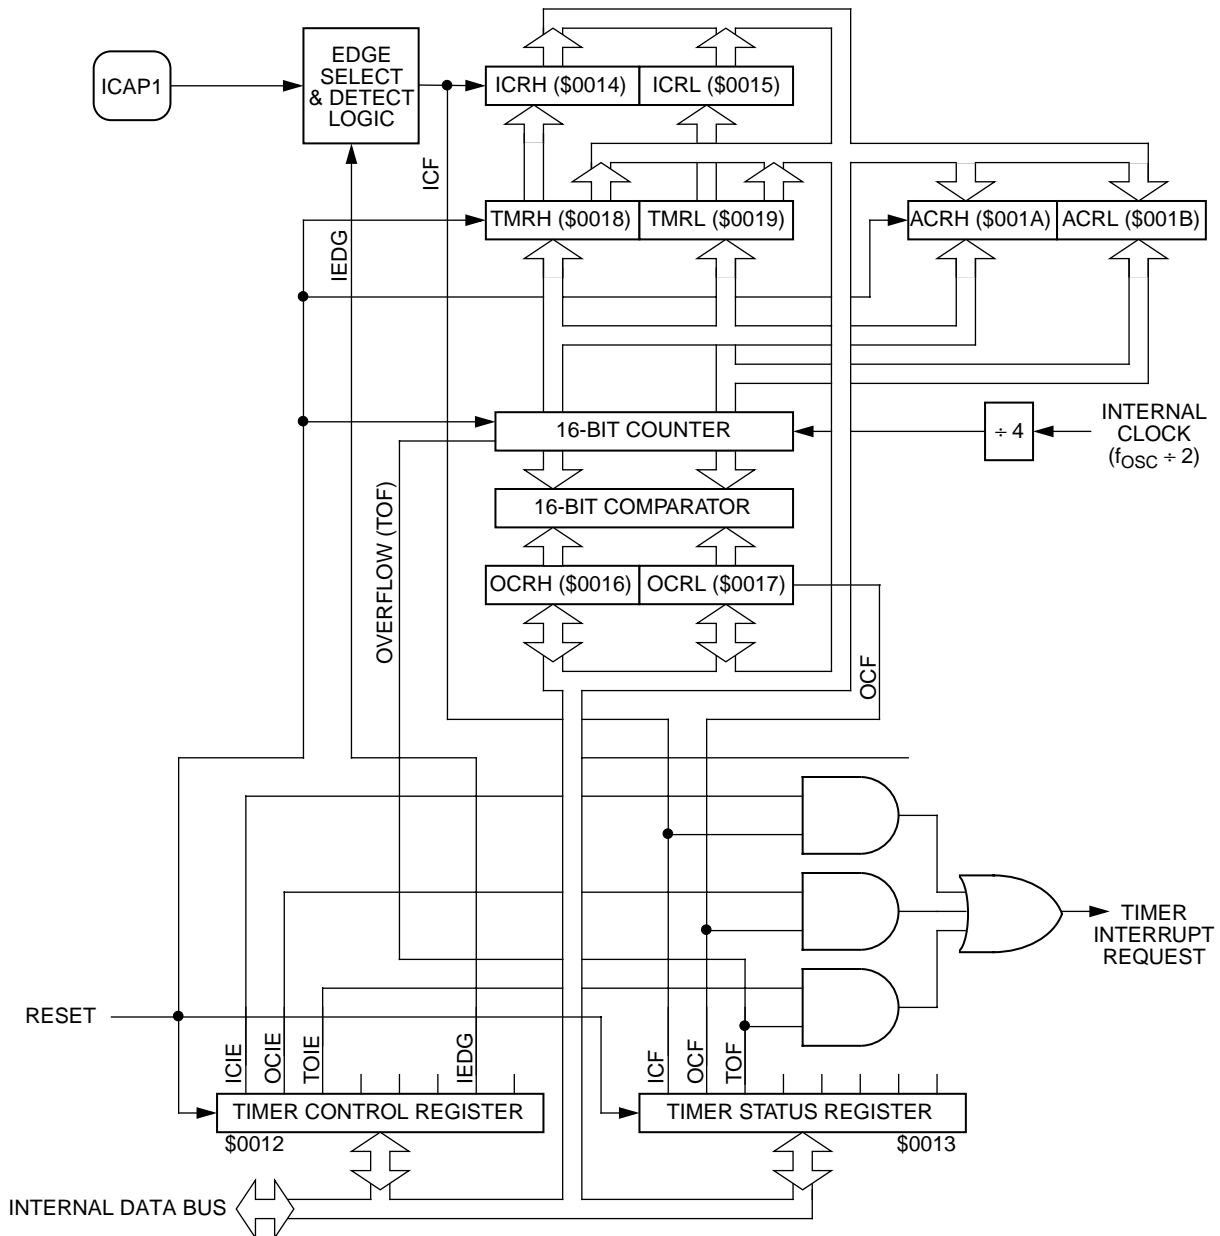 ICAP1
EDGE
SELECT
& DETECT
LOGIC
ICRH ($0014)
ICRL ($0015)
ICF
TMRH ($0018)
TMRL ($0019)
ACRH ($001A)
ACRL ($001B)
IEDG
16-BIT COUNTER
÷ 4
INTERNAL
CLOCK
(fOSC ÷ 2)
16-BIT COMPARATOR
OVERFLOW (TOF)
OCRH ($0016)
OCRL ($0017)
OCF
TIMER
INTERRUPT
REQUEST
RESET
ICIE
OCIE
TOIE
IEDG
ICF
OCF
TOF
TIMER CONTROL REGISTER
$0012
TIMER STATUS REGISTER
$0013
INTERNAL DATA BUS